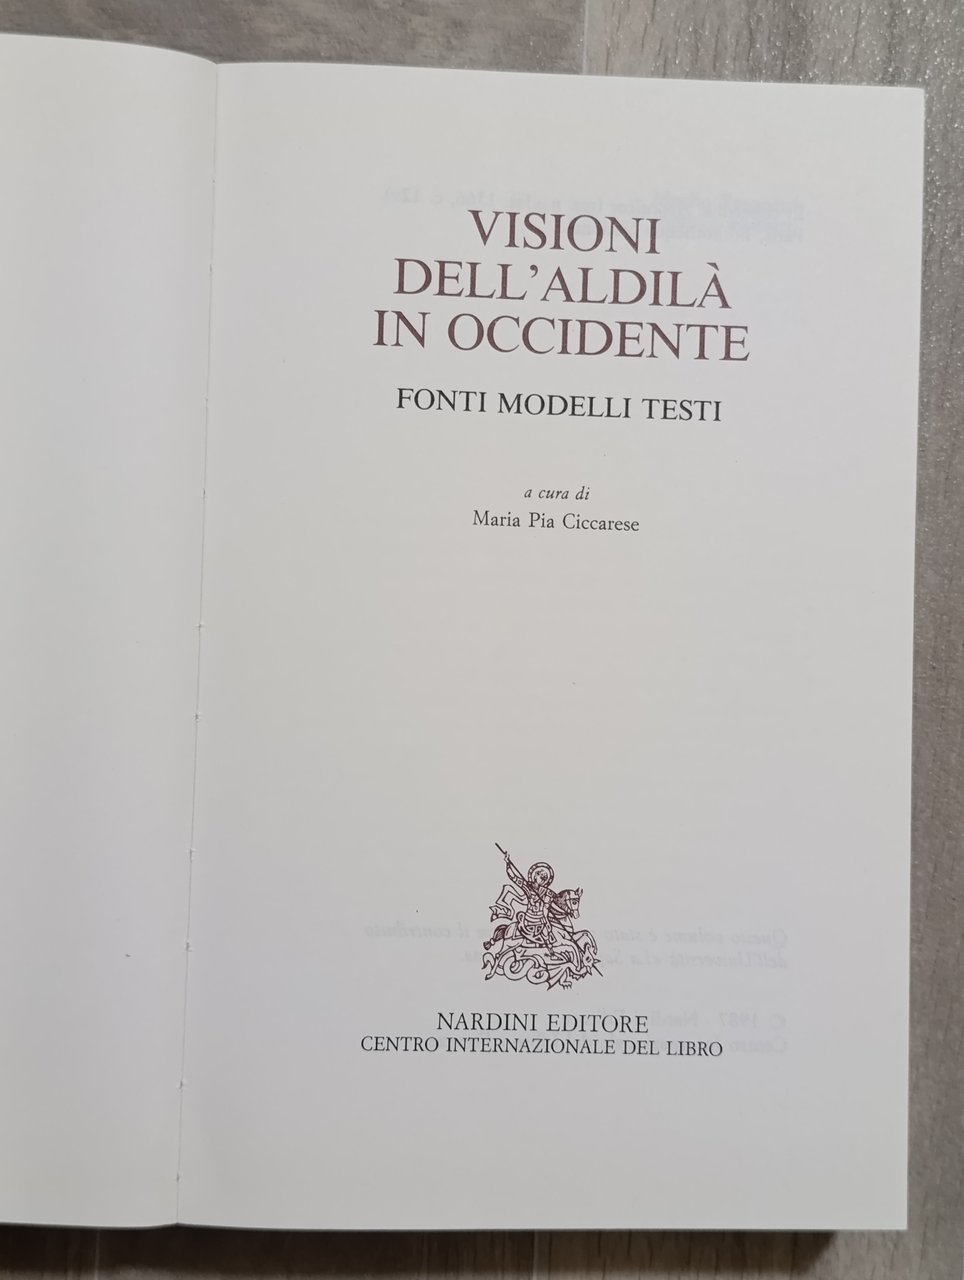 VISIONI
DELL'ALDILÀ
IN OCCIDENTE
FONTI MODELLI TESTI
a cura di
Maria Pia Ciccarese
NARDINI EDITORE
CENTRO INTERNAZIONALE DEL LIBRO